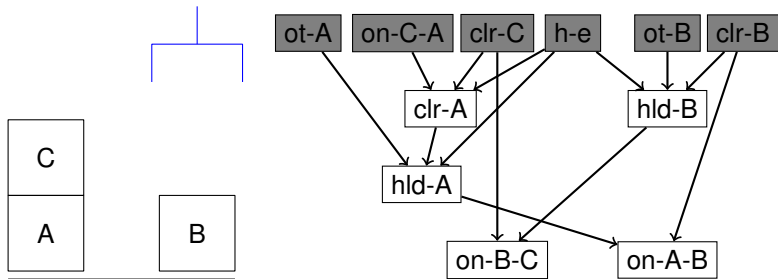 ot-A on-C-A clr-C h-e ot-B clr-B
clr-A hld-B
C
hld-A
A B
on-B-C on-A-B